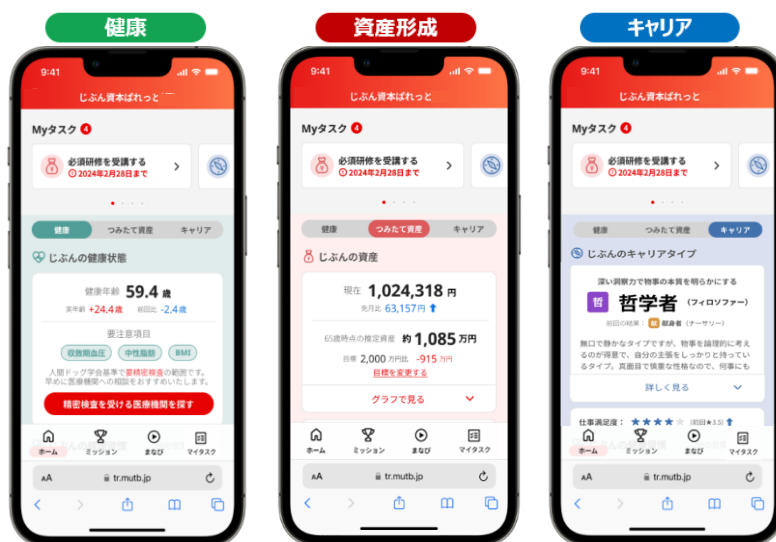 健康
9:41
じぶん資本ぱれっと
Myタスク 4
必須研修を受講する
2024年2月28日まで
健康 つみたて資産 キャリア
じぶんの健康状態
健康年齢 59.4 歳
実年齢 +24.4歳 前回比 -2.4歳
要注意項目
収縮期血圧 中性脂肪 BMI
人間ドック学会基準で要精密検査の範囲です。
早めに医療機関への相談をおすすめいたします。
精密検査を受ける医療機関を探す
ホーム ミッション まなび マイタスク
AA tr.mutb.jp
資産形成
9:41
じぶん資本ぱれっと
Myタスク 4
必須研修を受講する
2024年2月28日まで
健康 つみたて資産 キャリア
じぶんの資産
現在 1,024,318 円
先月比 63,157円
65歳時点の推定資産 約1,085 万円
目標 2,000 万円比 -915 万円
目標を変更する
グラフで見る
ホーム ミッション まなび マイタスク
AA tr.mutb.jp
キャリア
9:41
じぶん資本ぱれっと
Myタスク 4
必須研修を受講する
2024年2月28日まで
健康 つみたて資産 キャリア
じぶんのキャリアタイプ
深い洞察力で物事の本質を明らかにする
哲 哲学者 (フィロソファー)
前回の結果： 献身者 (ナーサリー)
無口で静かなタイプですが、物事を論理的に考え
るのが得意で、自分の主張をしっかりと持ってい
るタイプ。真面目で慎重な性格なので、何事にも
詳しく見る
仕事満足度： ★★★★★ (前回★3.5)
ホーム ミッション まなび マイタスク
AA tr.mutb.jp